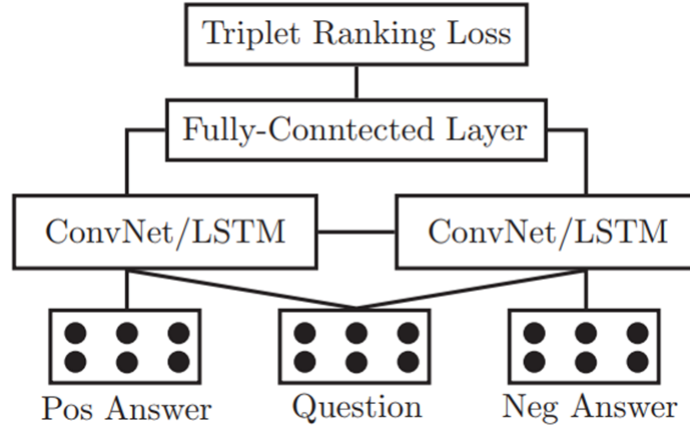 Triplet Ranking Loss
Fully-Conntected Layer
ConvNet/LSTM
ConvNet/LSTM
Pos Answer
Question
Neg Answer